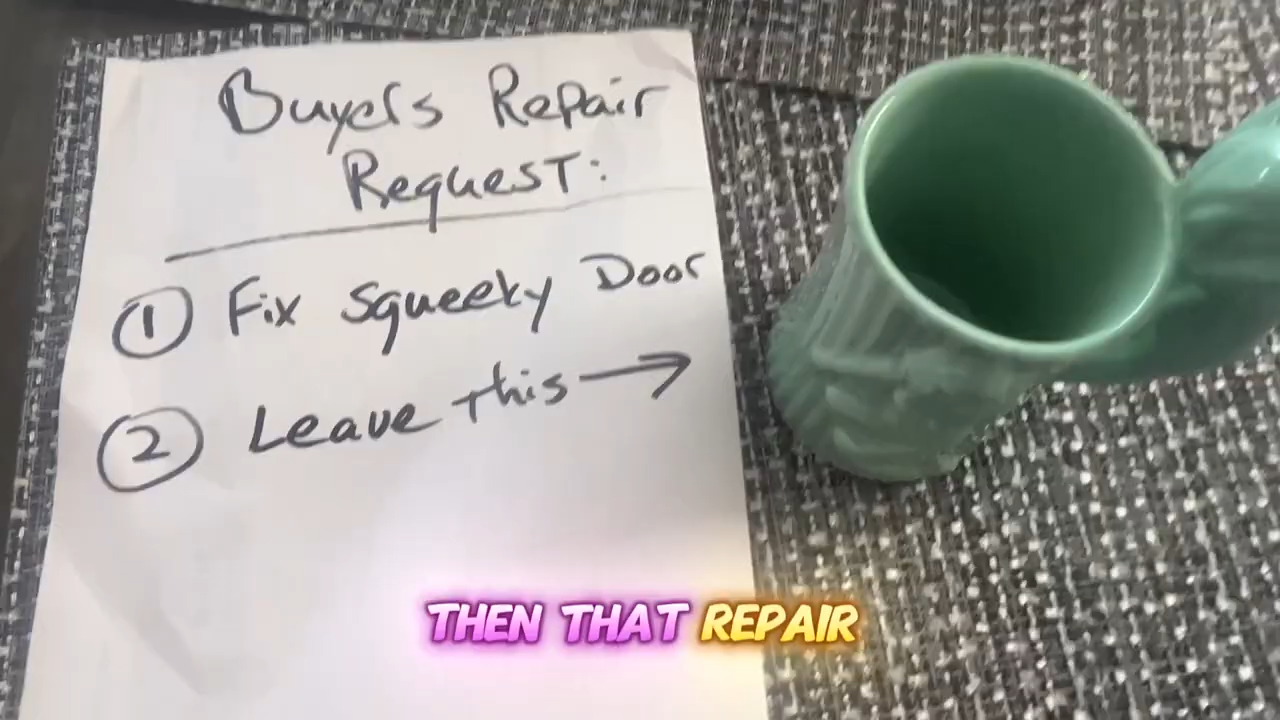 Buyers Repair
Request:
① Fix Squeeky Door
② Leave this →
THEN THAT REPAIR